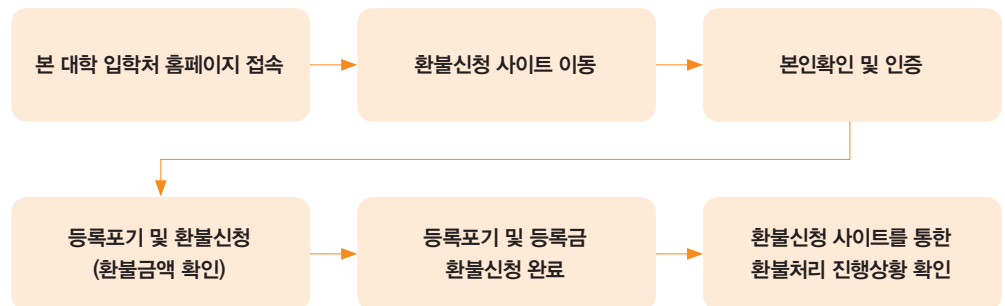 본 대학 입학처 홈페이지 접속
환불신청 사이트 이동
본인확인 및 인증
등록포기 및 환불신청
(환불금액 확인)
등록포기 및 등록금
환불신청 완료
환불신청 사이트를 통한
환불처리 진행상황 확인